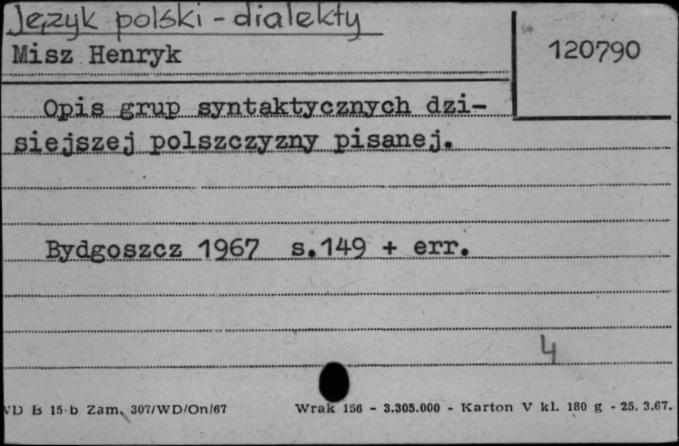 Język polski - dialekty
Misz Henryk
120790
Opis grup syntaktycznych dzi-
siejszej polszczyzny pisanej.
Bydgoszcz 1967 s.149 + err.
4
VD B 15-b Zam. 307/WD/On/67 Wrak 156 - 3.305.000 - Karton V kl. 180 g - 25. 3.67.